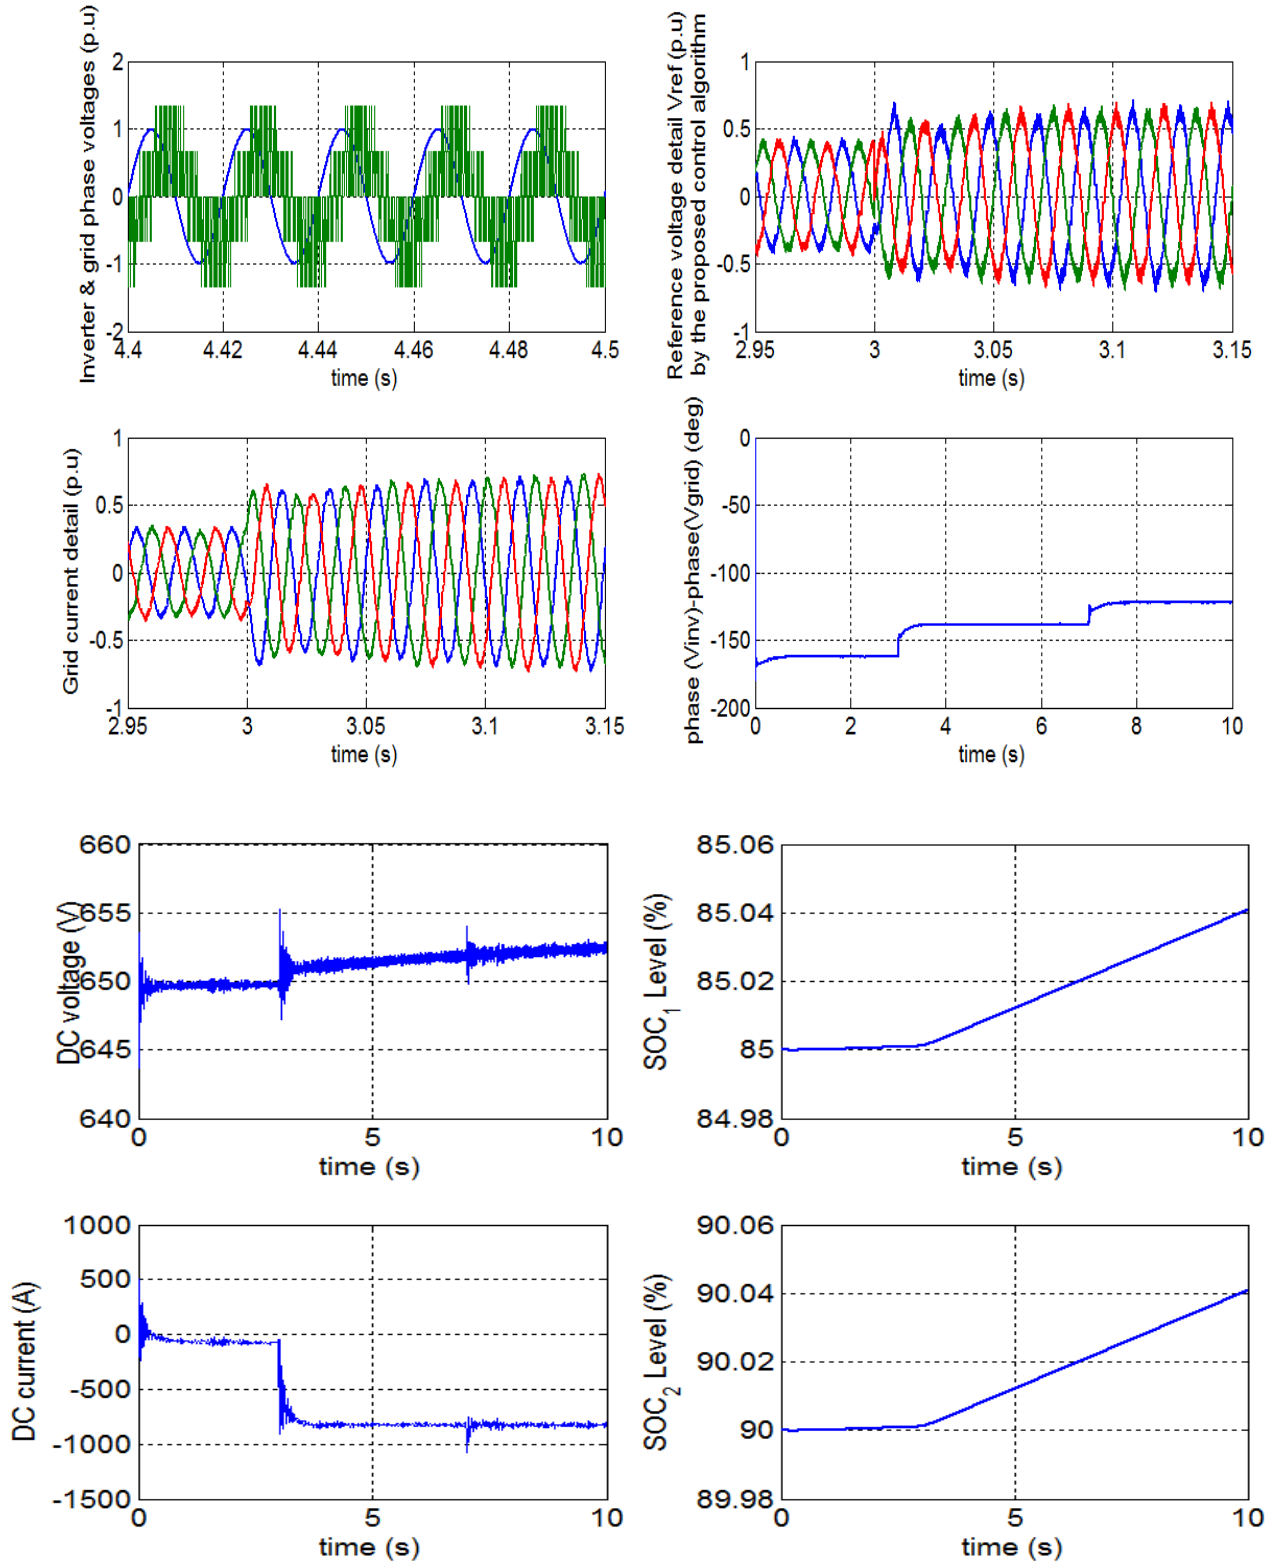 Inverter & grid phase voltages (p.u)
2
1
0
-1
-2
4.4 4.42 4.44 4.46 4.48 4.5
time (s)
Reference voltage detail Vref (p.u)
by the proposed control algorithm
1
0.5
0
-0.5
-1
2.95 3 3.05 3.1 3.15
time (s)
Grid current detail (p.u)
1
0.5
0
-0.5
-1
2.95 3 3.05 3.1 3.15
time (s)
phase (Vinv)-phase(Vgrid) (deg)
0
-50
-100
-150
-200
0 2 4 6 8 10
time (s)
DC voltage (V)
660
655
650
645
640
0 5 10
time (s)
SOC1 Level (%)
85.06
85.04
85.02
85
84.98
0 5 10
time (s)
DC current (A)
1000
500
0
-500
-1000
-1500
0 5 10
time (s)
SOC2 Level (%)
90.06
90.04
90.02
90
89.98
0 5 10
time (s)